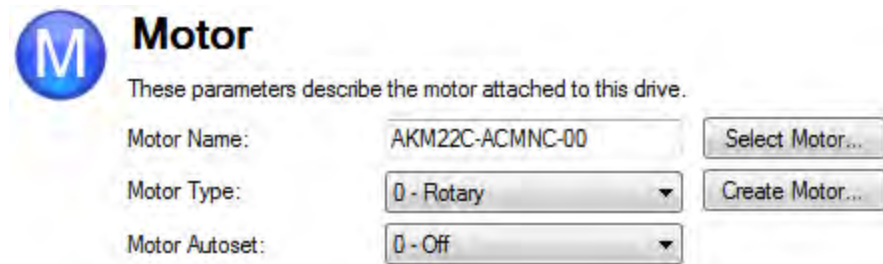 M Motor
These parameters describe the motor attached to this drive.
Motor Name: AKM22C-ACMNC-00 Select Motor...
Motor Type: 0 - Rotary Create Motor...
Motor Autoset: 0 - Off